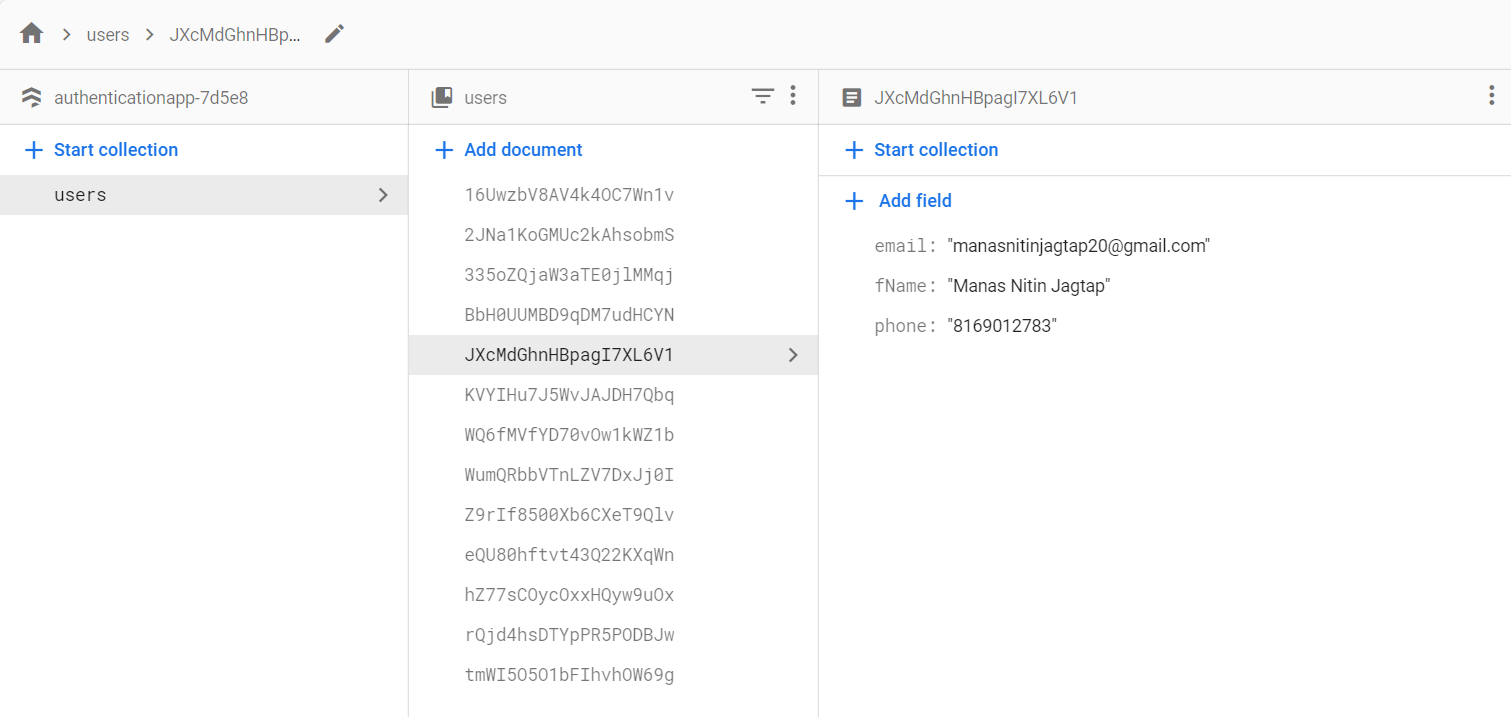 users JXcMdGhnHBp...
authenticationapp-7d5e8
Start collection
users
users
Add document
16UwzbV8AV4k4OC7Wn1v
2JNa1KoGMUc2kAhsobmS
335oZQjaW3aTE0jlMMqj
BbH0UUMBD9qDM7udHCYN
JXcMdGhnHBpagI7XL6V1
KVYIHu7J5WvJAJDH7Qbq
WQ6fMVfYD70vOw1kWZ1b
WumQRbbVTnLZV7DxJj0I
Z9rIf8500Xb6CXeT9Qlv
eQU80hftvt43Q22KXqWn
hZ77sCOycOxxHQyw9uOx
rQjd4hsDTYpPR5PODBJw
tmWI5O5O1bFIhvhOW69g
JXcMdGhnHBpagI7XL6V1
Start collection
Add field
email: "manasnitinjagtap20@gmail.com"
fName: "Manas Nitin Jagtap"
phone: "8169012783"